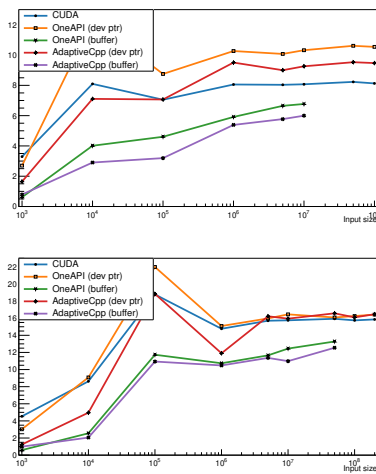 CUDA
OneAPI (dev ptr)
OneAPI (buffer)
AdaptiveCpp (dev ptr)
AdaptiveCpp (buffer)
12
10
8
6
4
2
0
10³ 10⁴ 10⁵ 10⁶ 10⁷ 10⁸
Input size
CUDA
OneAPI (dev ptr)
OneAPI (buffer)
AdaptiveCpp (dev ptr)
AdaptiveCpp (buffer)
22
20
18
16
14
12
10
8
6
4
2
0
10³ 10⁴ 10⁵ 10⁶ 10⁷ 10⁸
Input size